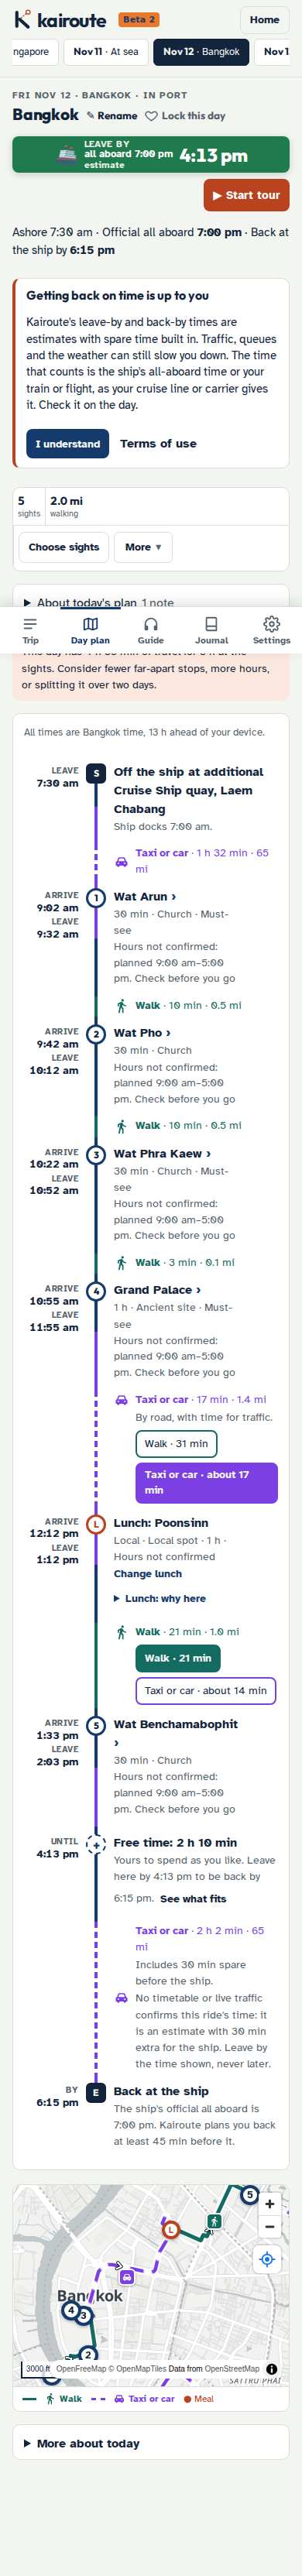 kairoute Beta 2 Home
ngapore Nov 11 · At sea Nov 12 · Bangkok Nov 1
FRI NOV 12 · BANGKOK · IN PORT
Bangkok ✎ Rename Lock this day
LEAVE BY
all aboard 7:00 pm 4:13 pm
estimate
▶ Start tour
Ashore 7:30 am · Official all aboard 7:00 pm · Back at
the ship by 6:15 pm
Getting back on time is up to you
Kairoute's leave-by and back-by times are
estimates with spare time built in. Traffic, queues
and the weather can still slow you down. The time
that counts is the ship's all-aboard time or your
train or flight, as your cruise line or carrier gives
it. Check it on the day.
I understand Terms of use
5 2.0 mi
sights walking
Choose sights More ▼
▶ About today's plan 1 note
Trip Day plan Guide Journal Settings
sights. Consider fewer far-apart stops, more hours,
or splitting it over two days.
All times are Bangkok time, 13 h ahead of your device.
LEAVE
7:30 am
S
Off the ship at additional
Cruise Ship quay, Laem
Chabang
Ship docks 7:00 am.
Taxi or car · 1 h 32 min · 65
mi
ARRIVE
9:02 am
LEAVE
9:32 am
1
Wat Arun ›
30 min · Church · Must-
see
Hours not confirmed:
planned 9:00 am–5:00
pm. Check before you go
Walk · 10 min · 0.5 mi
ARRIVE
9:42 am
LEAVE
10:12 am
2
Wat Pho ›
30 min · Church
Hours not confirmed:
planned 9:00 am–5:00
pm. Check before you go
Walk · 10 min · 0.5 mi
ARRIVE
10:22 am
LEAVE
10:52 am
3
Wat Phra Kaew ›
30 min · Church · Must-
see
Hours not confirmed:
planned 9:00 am–5:00
pm. Check before you go
Walk · 3 min · 0.1 mi
ARRIVE
10:55 am
LEAVE
11:55 am
4
Grand Palace ›
1 h · Ancient site · Must-
see
Hours not confirmed:
planned 9:00 am–5:00
pm. Check before you go
Taxi or car · 17 min · 1.4 mi
By road, with time for traffic.
Walk · 31 min
Taxi or car · about 17
min
ARRIVE
12:12 pm
LEAVE
1:12 pm
L
Lunch: Poonsinn
Local · Local spot · 1 h ·
Hours not confirmed
Change lunch
▶ Lunch: why here
Walk · 21 min · 1.0 mi
Walk · 21 min
Taxi or car · about 14 min
ARRIVE
1:33 pm
LEAVE
2:03 pm
5
Wat Benchamabophit
›
30 min · Church
Hours not confirmed:
planned 9:00 am–5:00
pm. Check before you go
UNTIL
4:13 pm
+
Free time: 2 h 10 min
Yours to spend as you like. Leave
here by 4:13 pm to be back by
6:15 pm. See what fits
Taxi or car · 2 h 2 min · 65
mi
Includes 30 min spare
before the ship.
No timetable or live traffic
confirms this ride's time: it
is an estimate with 30 min
extra for the ship. Leave by
the time shown, never later.
BY
6:15 pm
E
Back at the ship
The ship's official all aboard is
7:00 pm. Kairoute plans you back
at least 45 min before it.
5
+
−
L
Bangkok
4 3
2
3000 ft OpenFreeMap © OpenMapTiles Data from OpenStreetMap
SATTRU PHAI
Walk Taxi or car Meal
▶ More about today